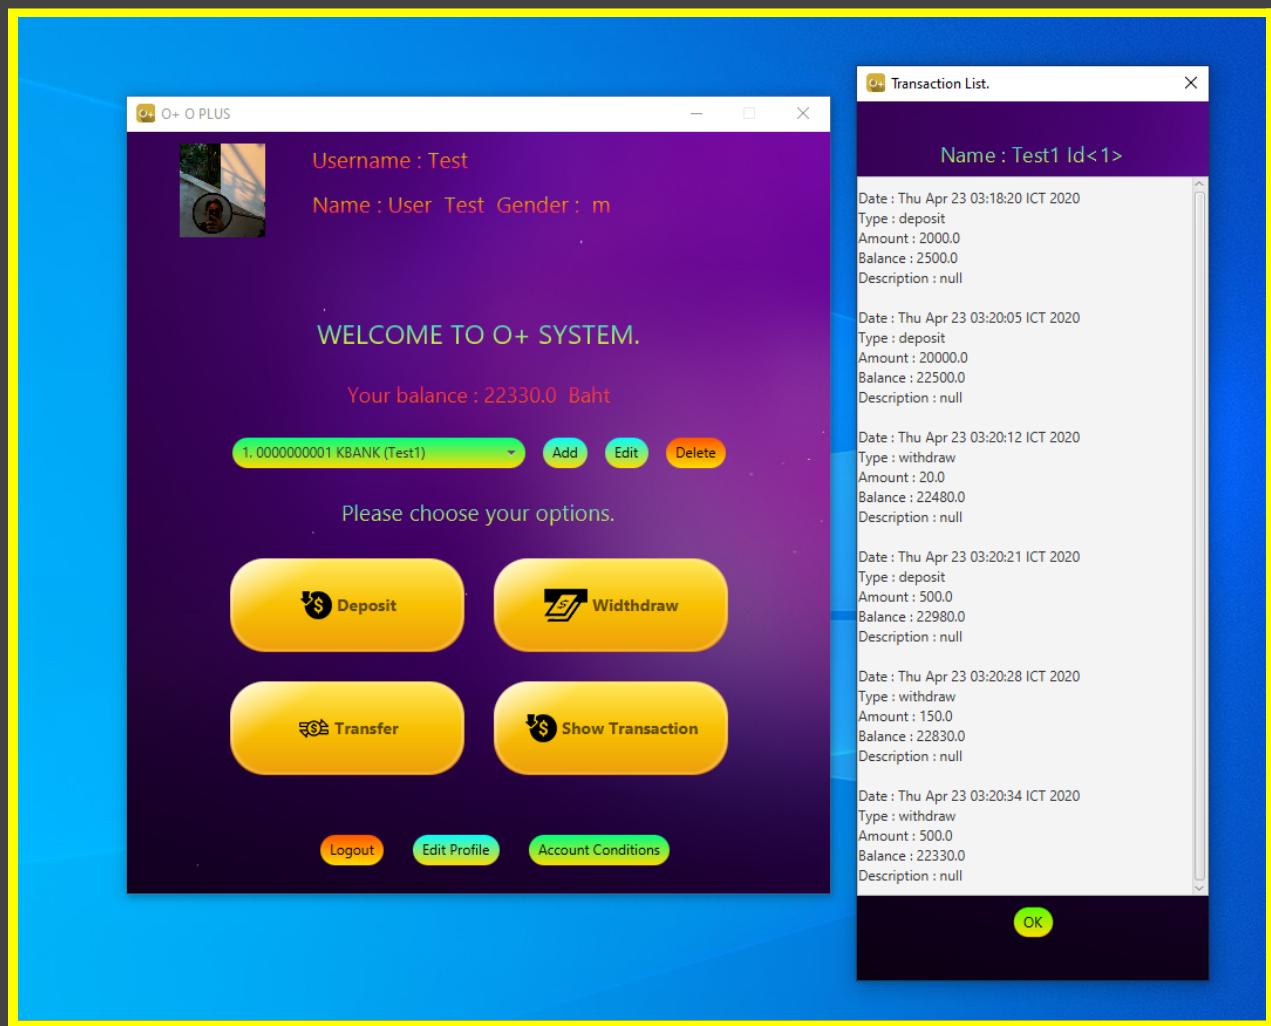 O+ O PLUS
Username : Test
Name : User Test Gender : m
WELCOME TO O+ SYSTEM.
Your balance : 22330.0 Baht
1. 0000000001 KBANK (Test1)
Add
Edit
Delete
Please choose your options.
Deposit
Widthdraw
Transfer
Show Transaction
Logout
Edit Profile
Account Conditions
O+ Transaction List.
Name : Test1 Id<1>
Date : Thu Apr 23 03:18:20 ICT 2020
Type : deposit
Amount : 2000.0
Balance : 2500.0
Description : null
Date : Thu Apr 23 03:20:05 ICT 2020
Type : deposit
Amount : 20000.0
Balance : 22500.0
Description : null
Date : Thu Apr 23 03:20:12 ICT 2020
Type : withdraw
Amount : 20.0
Balance : 22480.0
Description : null
Date : Thu Apr 23 03:20:21 ICT 2020
Type : deposit
Amount : 500.0
Balance : 22980.0
Description : null
Date : Thu Apr 23 03:20:28 ICT 2020
Type : withdraw
Amount : 150.0
Balance : 22830.0
Description : null
Date : Thu Apr 23 03:20:34 ICT 2020
Type : withdraw
Amount : 500.0
Balance : 22330.0
Description : null
OK